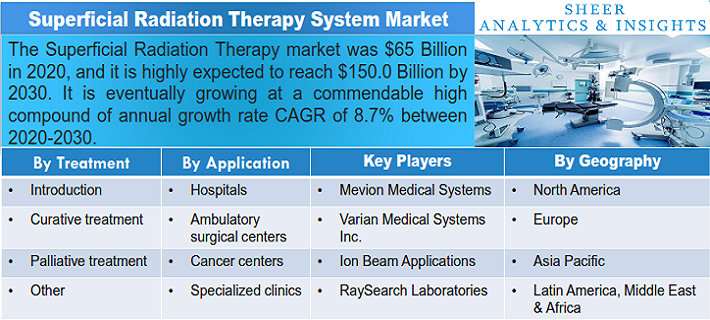 Superficial Radiation Therapy System Market
SHEER
ANALYTICS & INSIGHTS
The Superficial Radiation Therapy market was $65 Billion
in 2020, and it is highly expected to reach $150.0 Billion by
2030. It is eventually growing at a commendable high
compound of annual growth rate CAGR of 8.7% between
2020-2030.
By Treatment
By Application
Key Players
By Geography
• Introduction
• Hospitals
• Mevion Medical Systems
• North America
• Curative treatment
• Ambulatory
surgical centers
• Varian Medical Systems
Inc.
• Europe
• Palliative treatment
• Cancer centers
• Ion Beam Applications
• Asia Pacific
• Other
• Specialized clinics
• RaySearch Laboratories
• Latin America, Middle East
& Africa